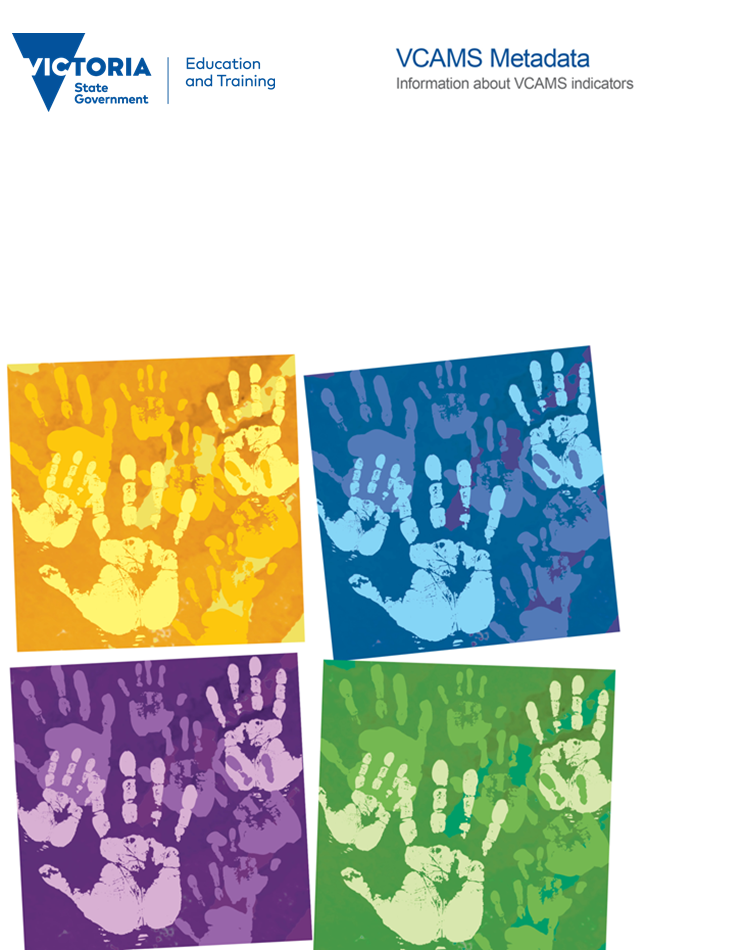 VICTORIA
State
Government
Education
and Training
VCAMS Metadata
Information about VCAMS indicators